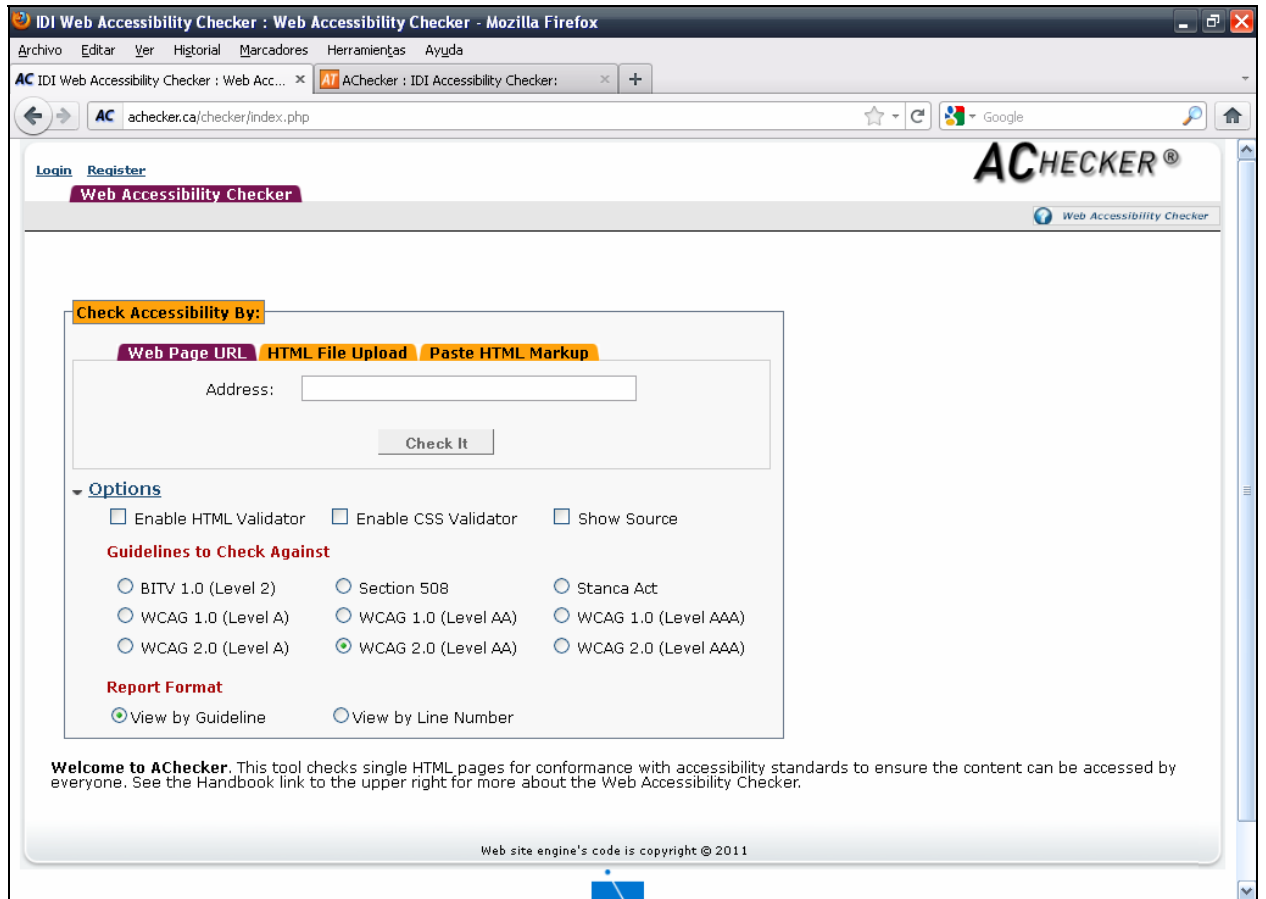 IDI Web Accessibility Checker : Web Accessibility Checker - Mozilla Firefox
Archivo Editar Ver Historial Marcadores Herramientas Ayuda
AC IDI Web Accessibility Checker : Web Acc... AT AChecker : IDI Accessibility Checker:
AC achecker.ca/checker/index.php Google
Login Register
ACHECKER®
Web Accessibility Checker
Web Accessibility Checker
Check Accessibility By:
Web Page URL HTML File Upload Paste HTML Markup
Address:
Check It
Options
Enable HTML Validator Enable CSS Validator Show Source
Guidelines to Check Against
BITV 1.0 (Level 2) Section 508 Stanca Act
WCAG 1.0 (Level A) WCAG 1.0 (Level AA) WCAG 1.0 (Level AAA)
WCAG 2.0 (Level A) WCAG 2.0 (Level AA) WCAG 2.0 (Level AAA)
Report Format
View by Guideline View by Line Number
Welcome to AChecker. This tool checks single HTML pages for conformance with accessibility standards to ensure the content can be accessed by
everyone. See the Handbook link to the upper right for more about the Web Accessibility Checker.
Web site engine's code is copyright © 2011